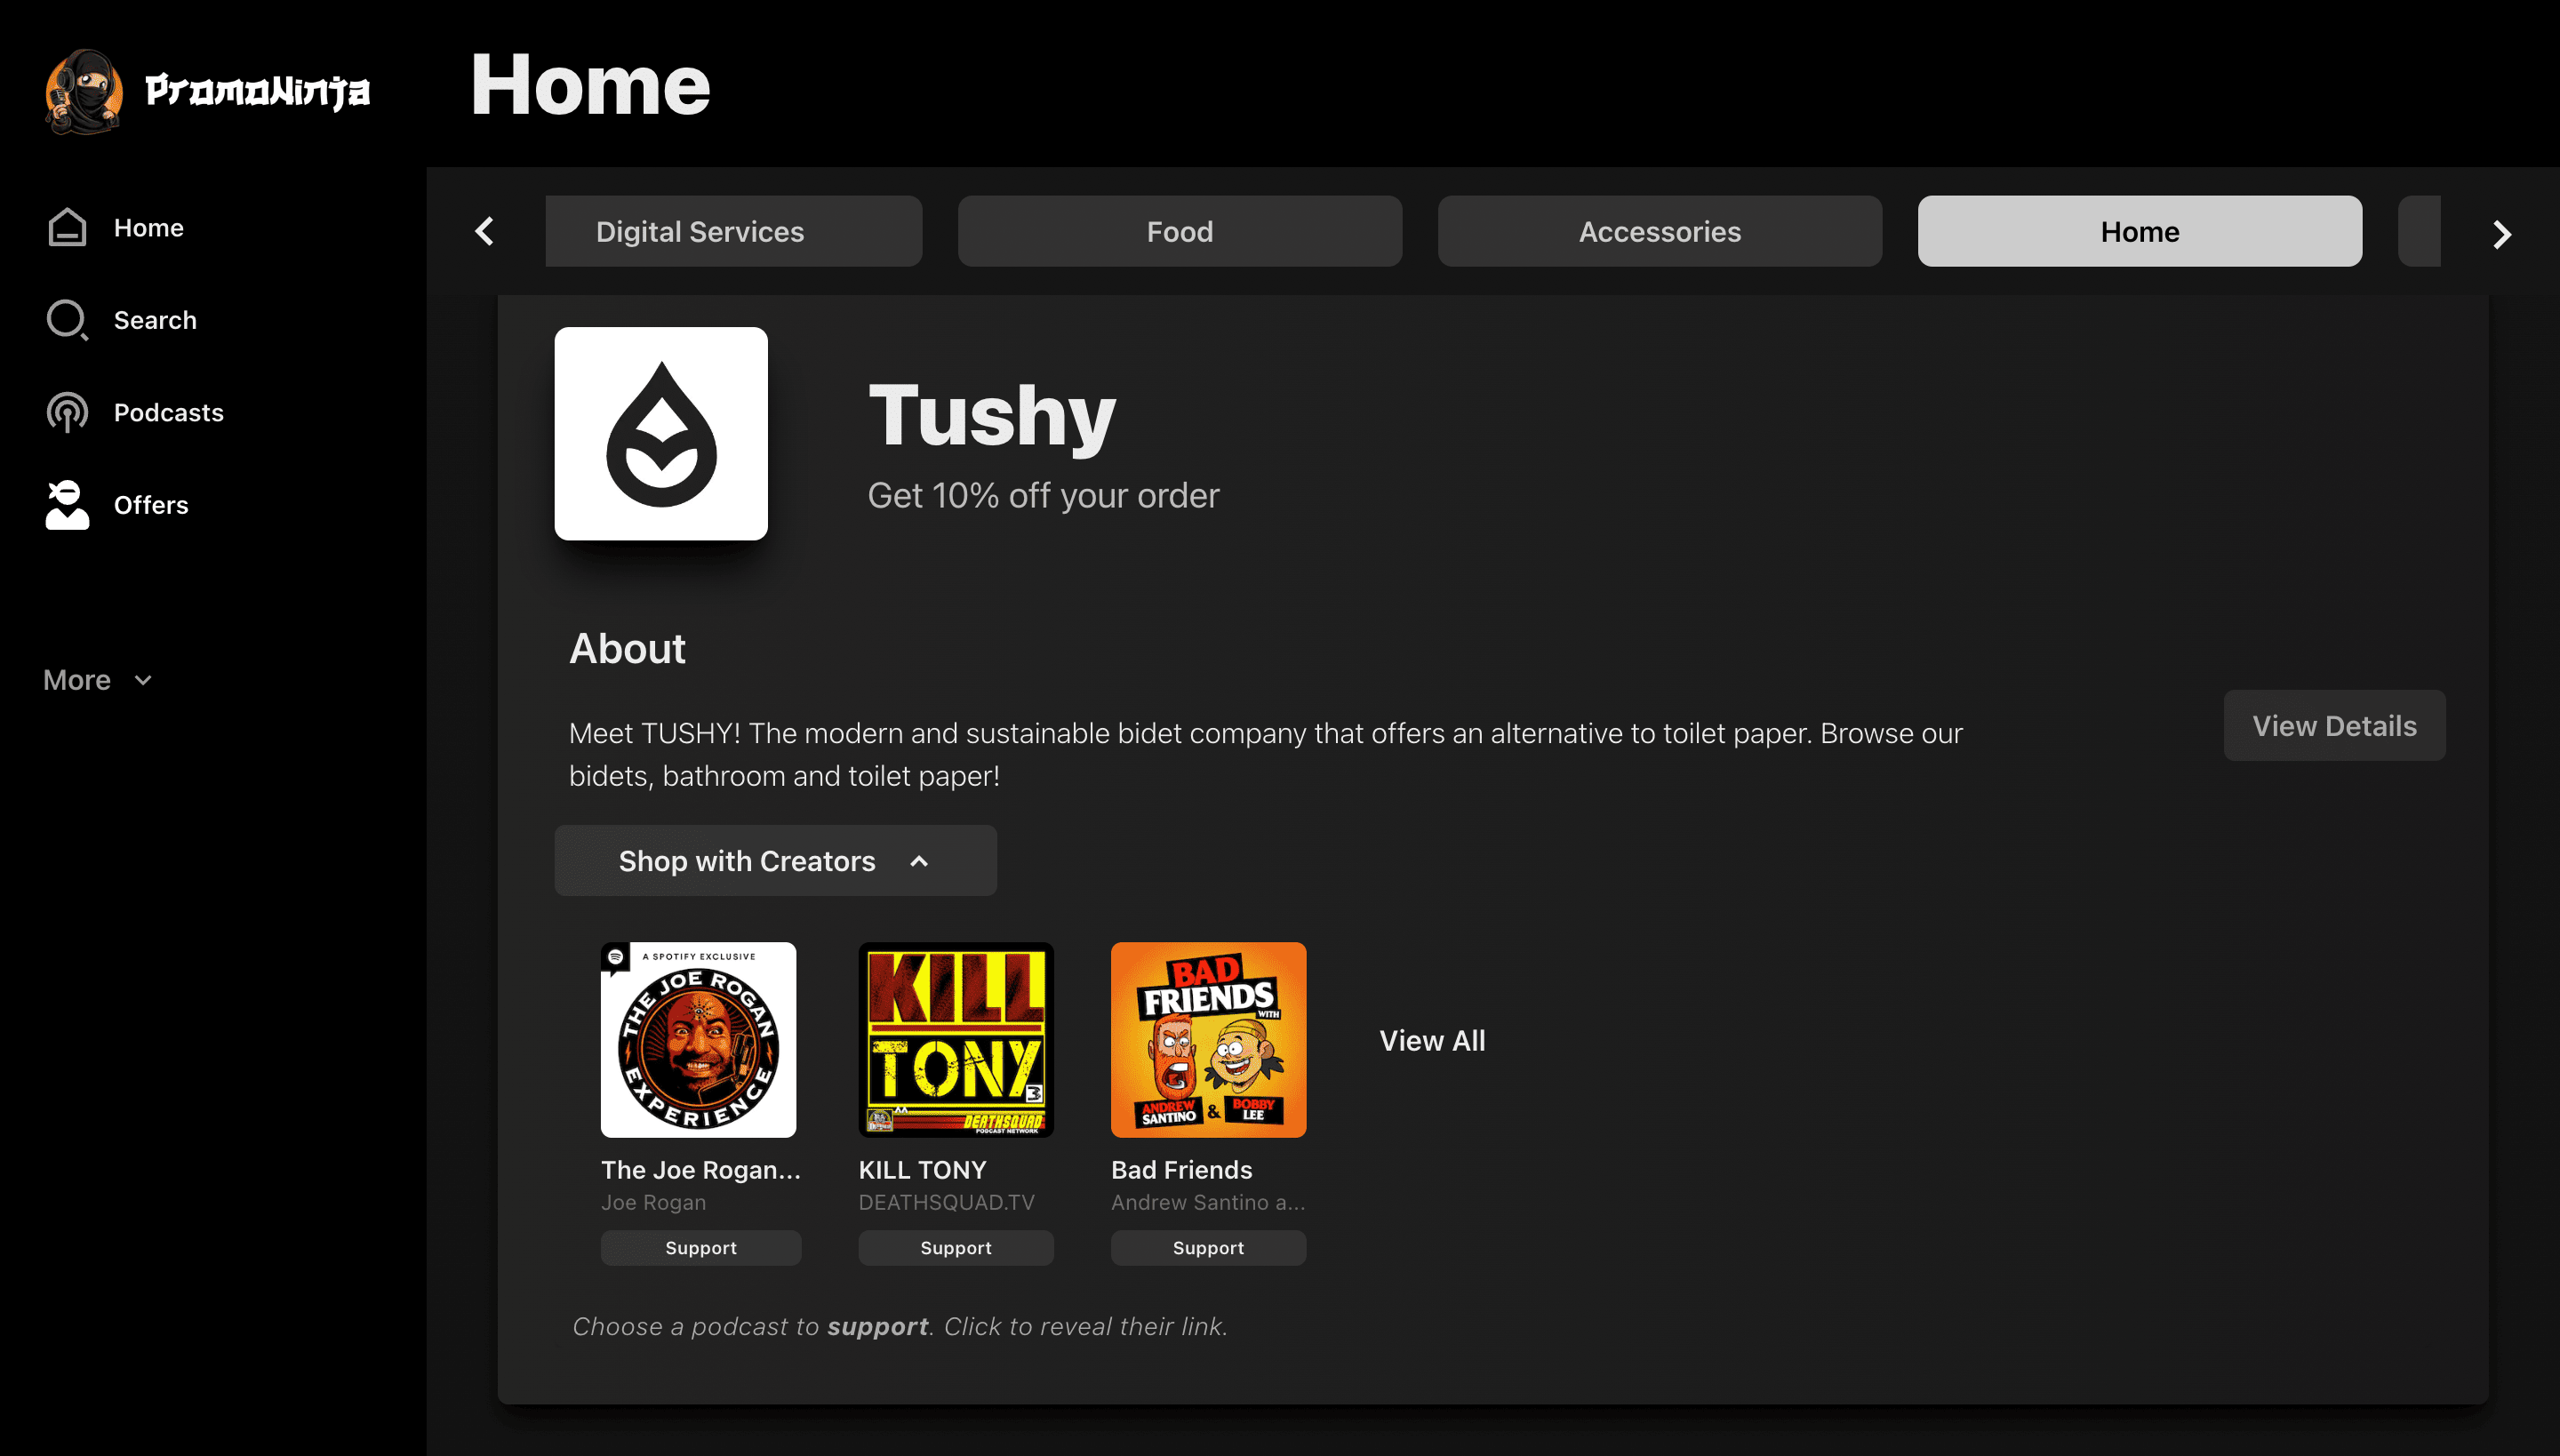 PromoNinja
Home
Home
Search
Podcasts
Offers
More
Digital Services
Food
Accessories
Home
Tushy
Get 10% off your order
About
Meet TUSHY! The modern and sustainable bidet company that offers an alternative to toilet paper. Browse our
bidets, bathroom and toilet paper!
View Details
Shop with Creators
A SPOTIFY EXCLUSIVE
THE JOE ROGAN
EXPERIENCE
KILL
TONY
3
DEATHSQUAD
PODCAST NETWORK
BAD
FRIENDS
WITH
ANDREW
SANTINO
&
BOBBY
LEE
View All
The Joe Rogan...
Joe Rogan
Support
KILL TONY
DEATHSQUAD.TV
Support
Bad Friends
Andrew Santino a...
Support
Choose a podcast to support. Click to reveal their link.